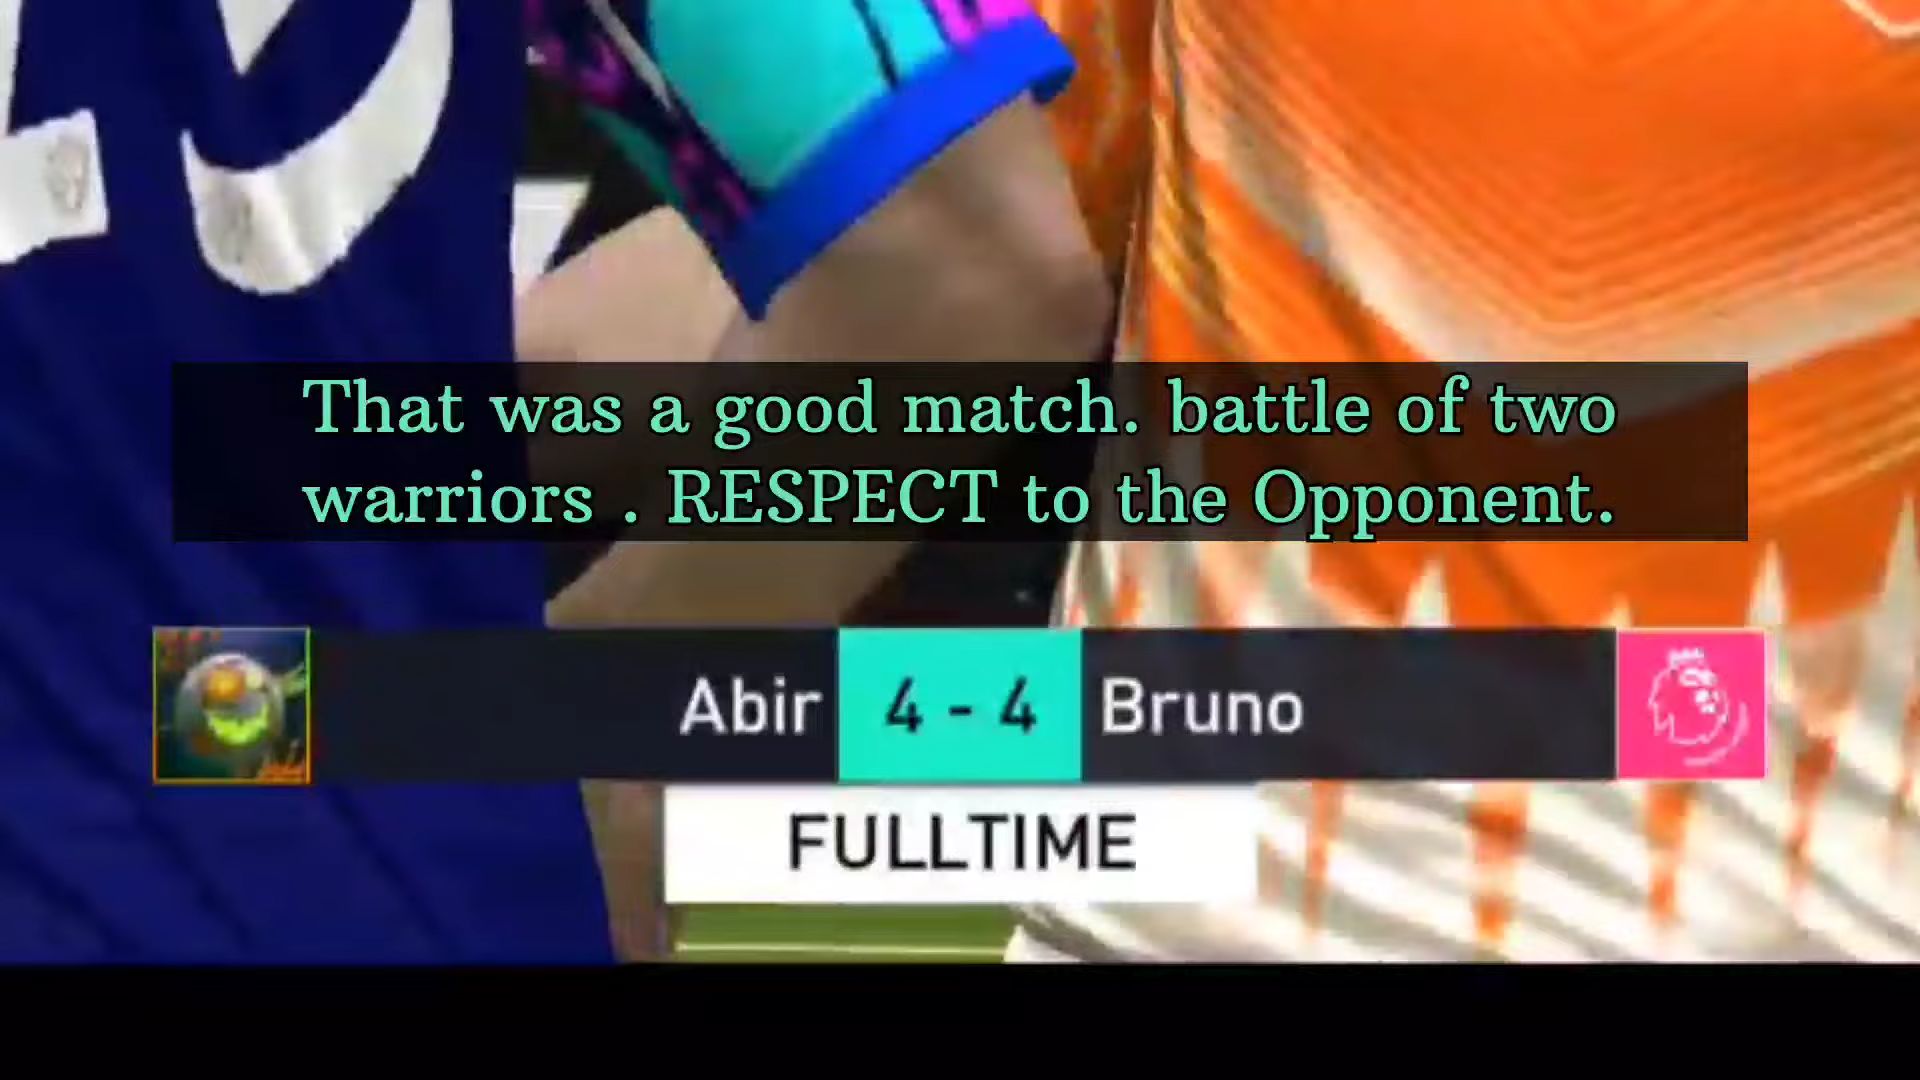 That was a good match. battle of two
warriors . RESPECT to the Opponent.
Abir 4 - 4 Bruno
FULLTIME